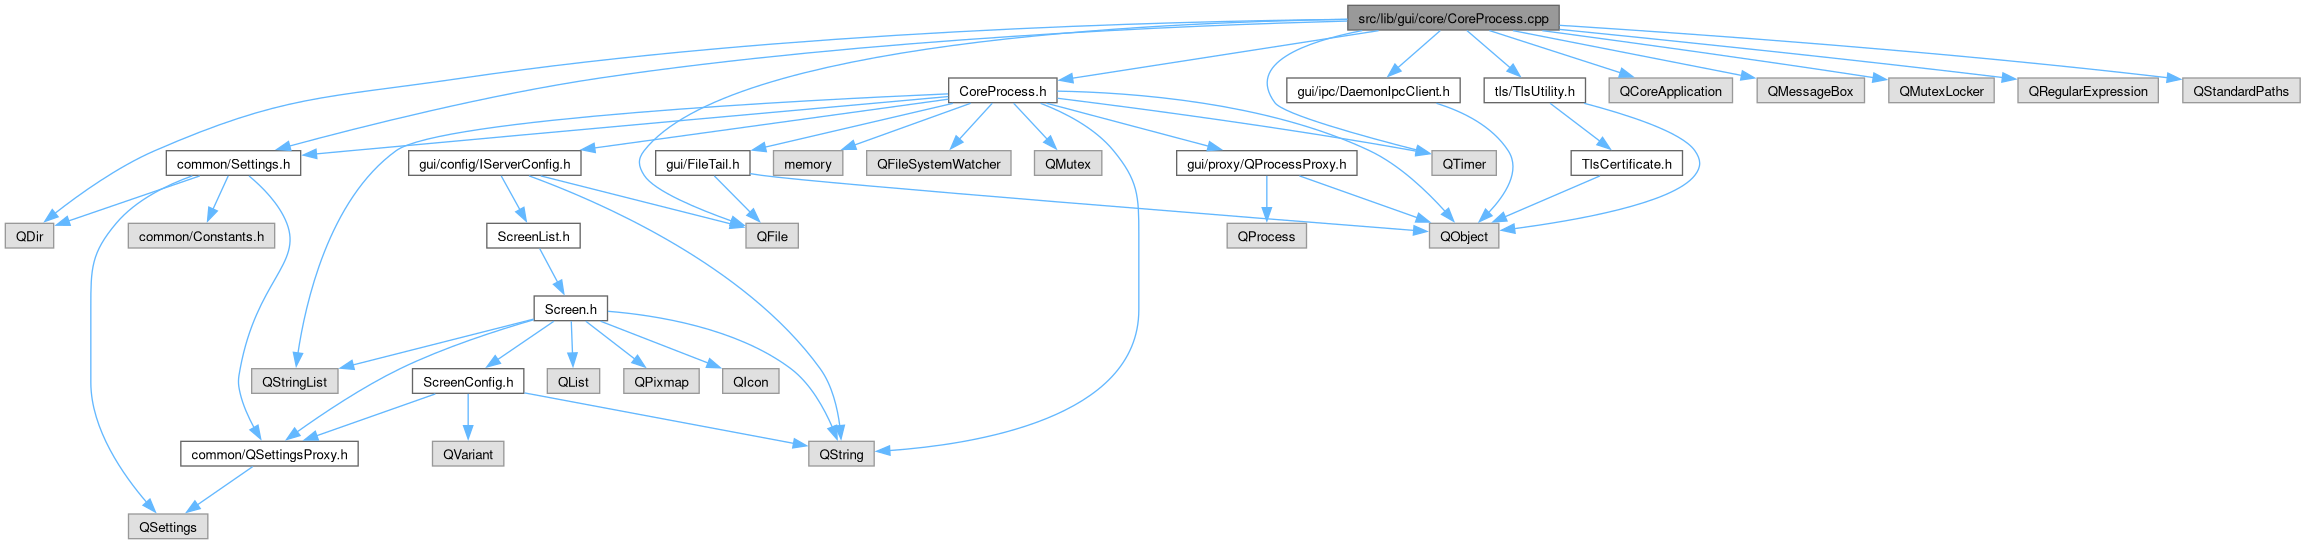 src/lib/gui/core/CoreProcess.cpp
CoreProcess.h
gui/ipc/DaemonIpcClient.h
tls/TlsUtility.h
QCoreApplication
QMessageBox
QMutexLocker
QRegularExpression
QStandardPaths
common/Settings.h
gui/config/IServerConfig.h
gui/FileTail.h
memory
QFileSystemWatcher
QMutex
gui/proxy/QProcessProxy.h
QTimer
TlsCertificate.h
QDir
common/Constants.h
ScreenList.h
QFile
QProcess
QObject
Screen.h
QStringList
ScreenConfig.h
QList
QPixmap
QIcon
common/QSettingsProxy.h
QVariant
QString
QSettings